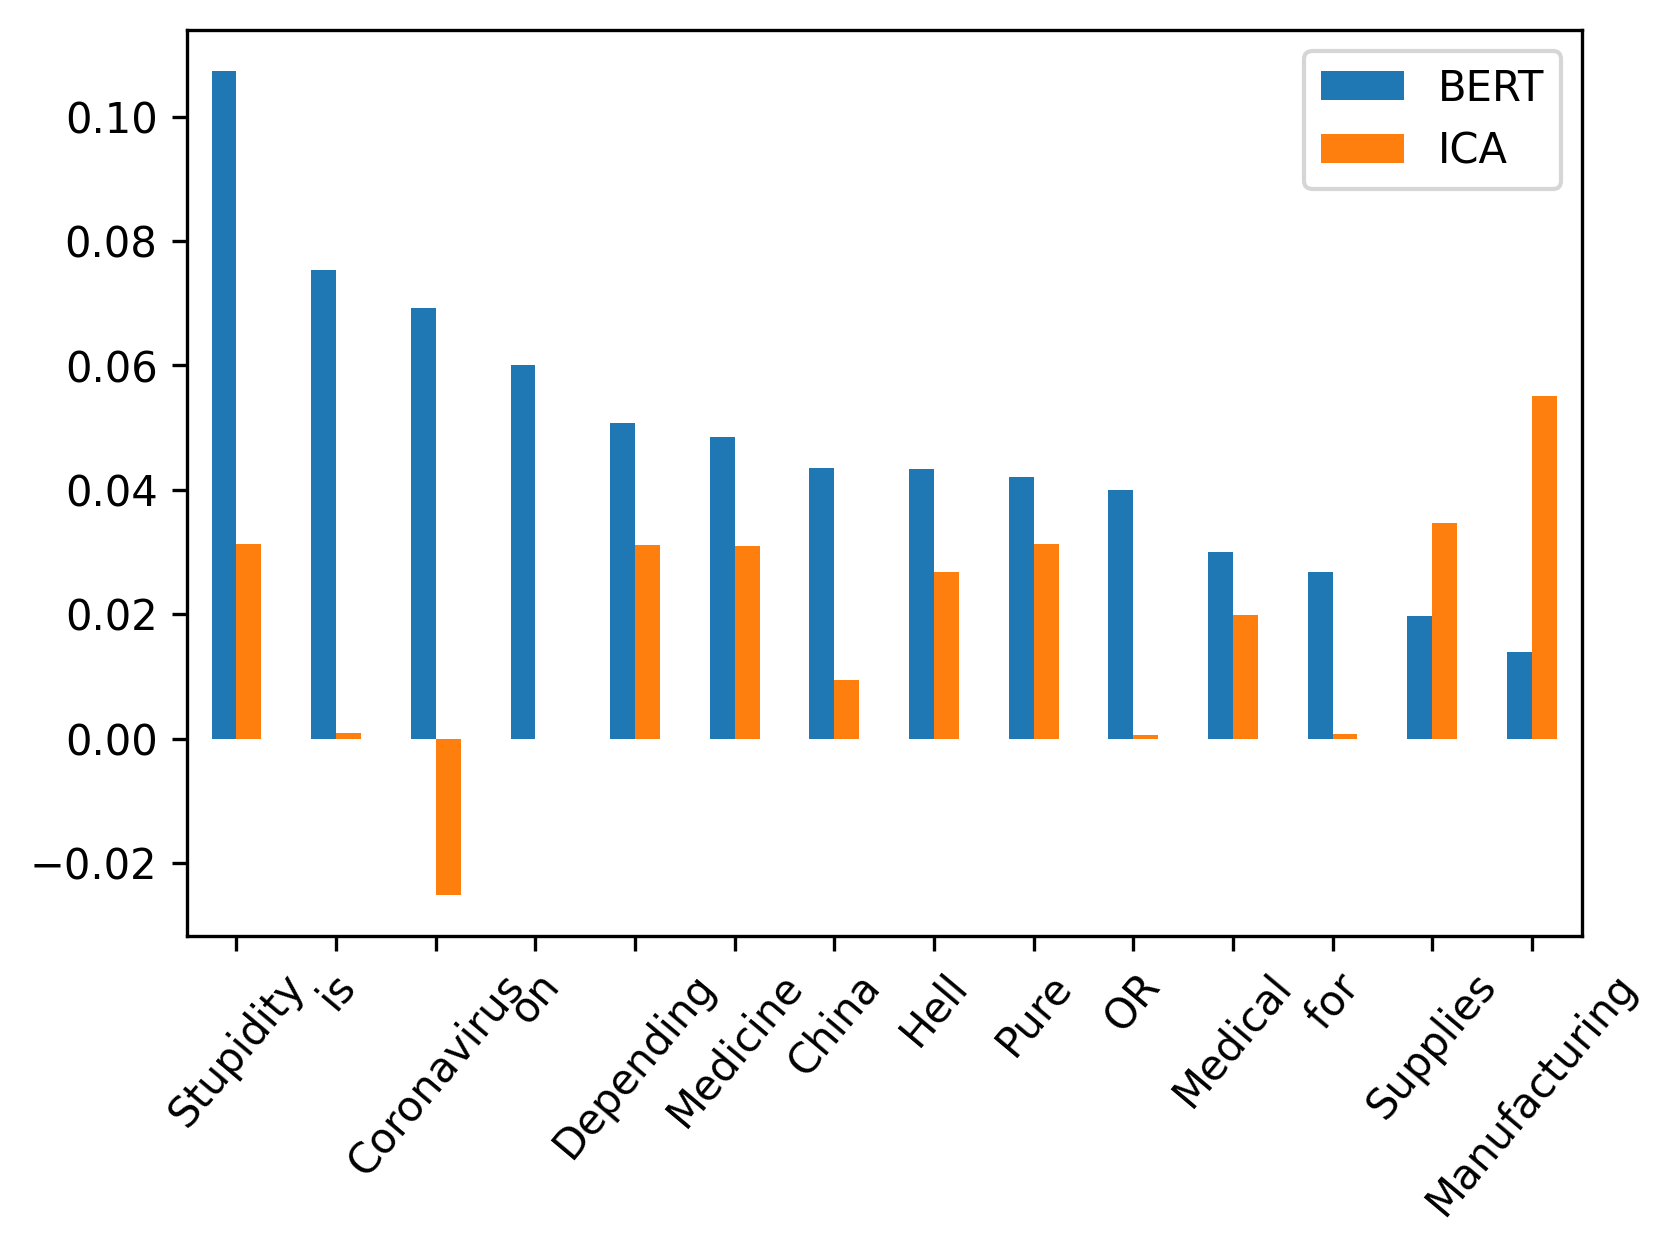 BERT
ICA
0.10
0.08
0.06
0.04
0.02
0.00
−0.02
Stupidity
is
Coronavirus
on
Depending
Medicine
China
Hell
Pure
OR
Medical
for
Supplies
Manufacturing